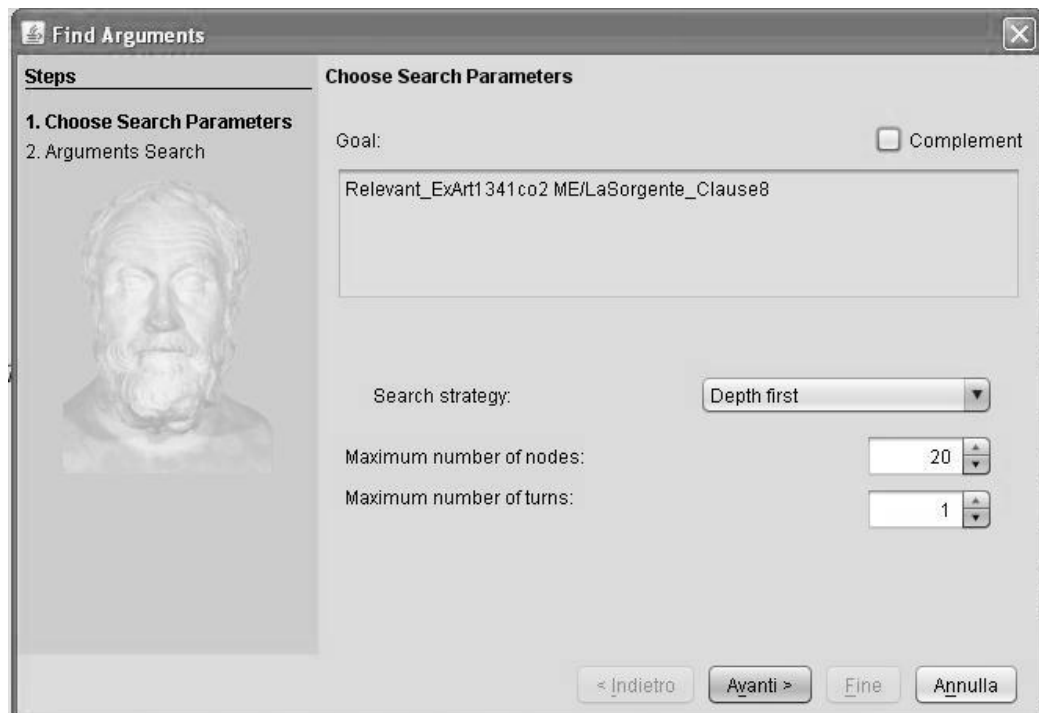 Find Arguments
Steps
1. Choose Search Parameters
2. Arguments Search
Choose Search Parameters
Goal:
Complement
Relevant_ExArt1341co2 ME/LaSorgente_Clause8
Search strategy:
Depth first
Maximum number of nodes:
20
Maximum number of turns:
1
< Indietro
Avanti >
Fine
Annulla